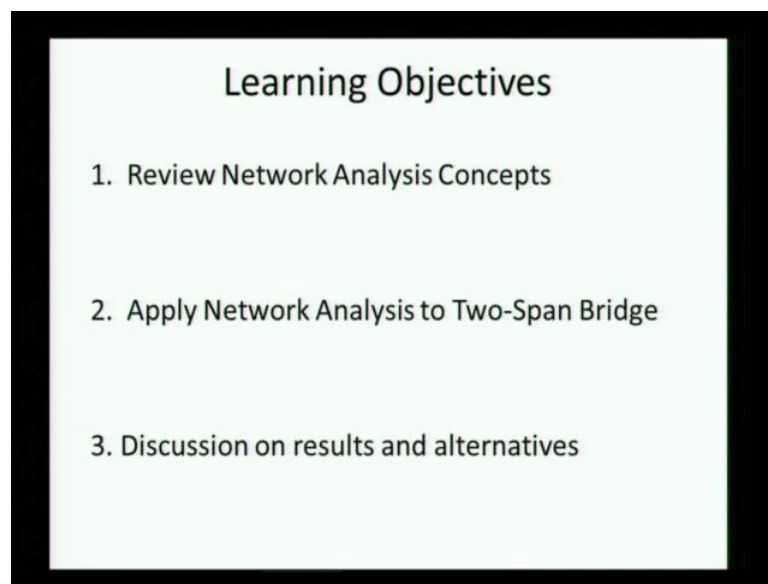 Learning Objectives
1. Review Network Analysis Concepts
2. Apply Network Analysis to Two-Span Bridge
3. Discussion on results and alternatives